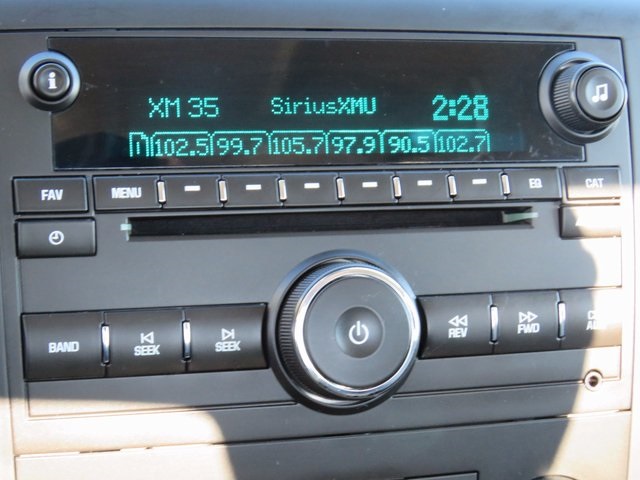 i
XM 35 SiriusXMU 2:28
1 102.5 99.7 105.7 97.9 90.5 102.7
FAV MENU EQ CAT
BAND SEEK SEEK REV FWD